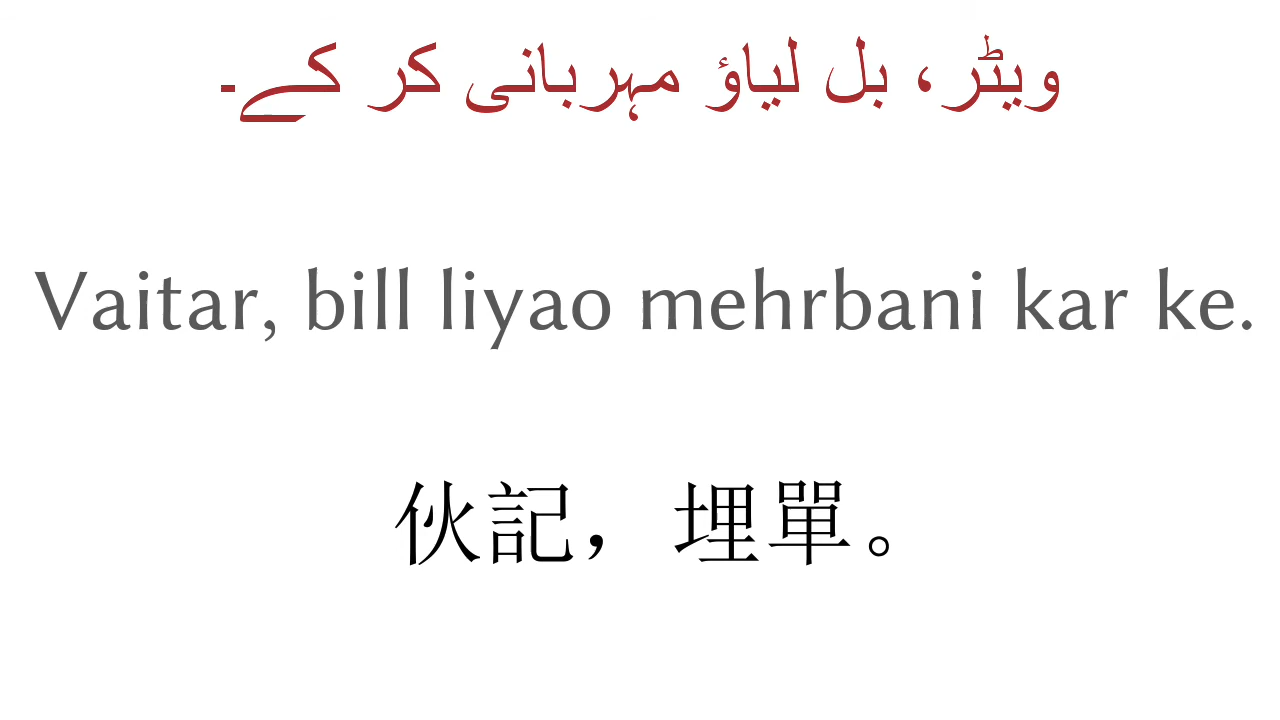 ویٹر، بل لیاؤ مہربانی کر کے۔
Vaitar, bill liyao mehrbani kar ke.
伙記，埋單。